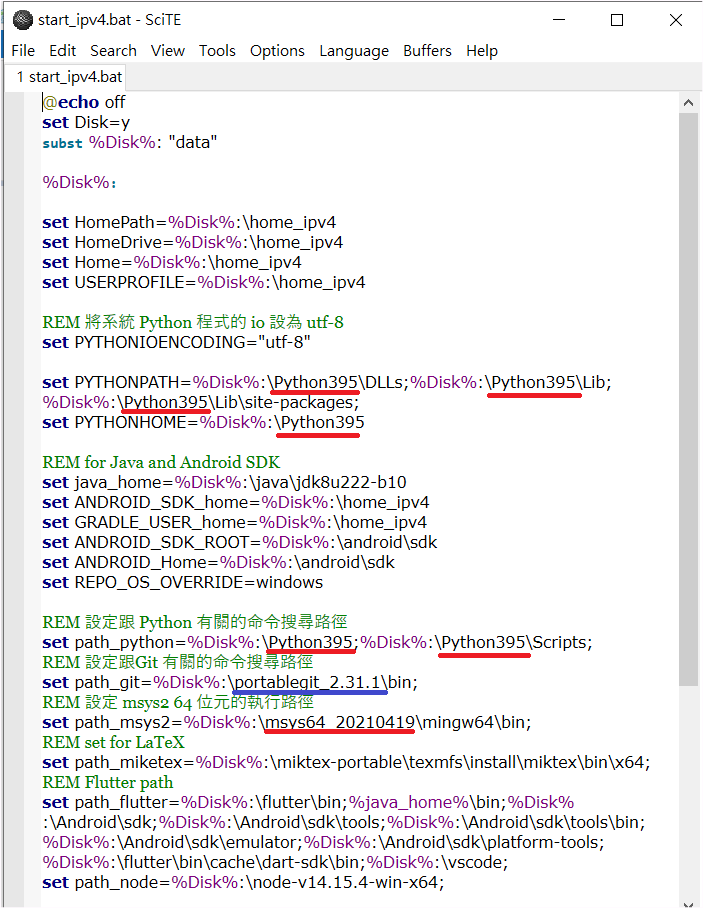 start_ipv4.bat - SciTE
File Edit Search View Tools Options Language Buffers Help
1 start_ipv4.bat
@echo off
set Disk=y
subst %Disk%: "data"
%Disk%:
set HomePath=%Disk%:\home_ipv4
set HomeDrive=%Disk%:\home_ipv4
set Home=%Disk%:\home_ipv4
set USERPROFILE=%Disk%:\home_ipv4
REM 將系統 Python 程式的 io 設為 utf-8
set PYTHONIOENCODING="utf-8"
set PYTHONPATH=%Disk%:\Python395\DLLs;%Disk%:\Python395\Lib;
%Disk%:\Python395\Lib\site-packages;
set PYTHONHOME=%Disk%:\Python395
REM for Java and Android SDK
set java_home=%Disk%:\java\jdk8u222-b10
set ANDROID_SDK_home=%Disk%:\home_ipv4
set GRADLE_USER_home=%Disk%:\home_ipv4
set ANDROID_SDK_ROOT=%Disk%:\android\sdk
set ANDROID_Home=%Disk%:\android\sdk
set REPO_OS_OVERRIDE=windows
REM 設定跟 Python 有關的命令搜尋路徑
set path_python=%Disk%:\Python395;%Disk%:\Python395\Scripts;
REM 設定跟Git 有關的命令搜尋路徑
set path_git=%Disk%:\portablegit_2.31.1\bin;
REM 設定 msys2 64 位元的執行路徑
set path_msys2=%Disk%:\msys64_20210419\mingw64\bin;
REM set for LaTeX
set path_miketex=%Disk%:\miktex-portable\texmfs\install\miktex\bin\x64;
REM Flutter path
set path_flutter=%Disk%:\flutter\bin;%java_home%\bin;%Disk%
:\Android\sdk;%Disk%:\Android\sdk\tools;%Disk%:\Android\sdk\tools\bin;
%Disk%:\Android\sdk\emulator;%Disk%:\Android\sdk\platform-tools;
%Disk%:\flutter\bin\cache\dart-sdk\bin;%Disk%:\vscode;
set path_node=%Disk%:\node-v14.15.4-win-x64;